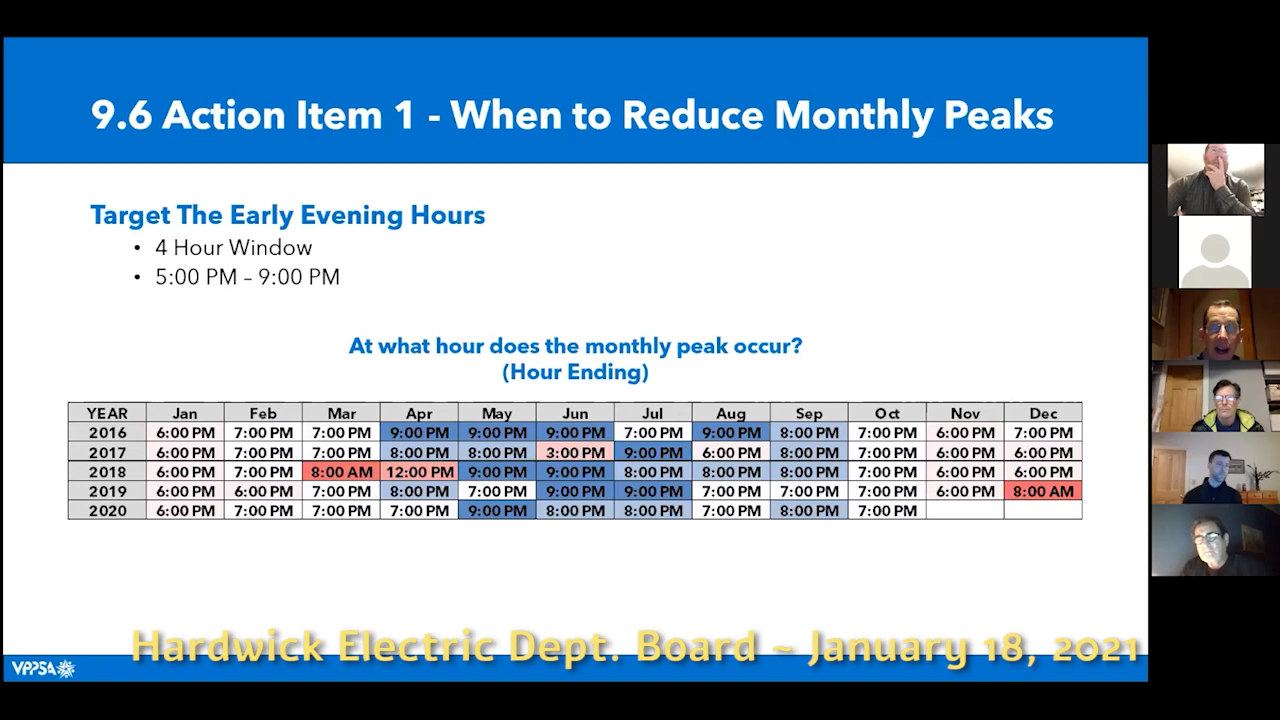 9.6 Action Item 1 - When to Reduce Monthly Peaks
Target The Early Evening Hours
• 4 Hour Window
• 5:00 PM – 9:00 PM
At what hour does the monthly peak occur?
(Hour Ending)
YEAR Jan Feb Mar Apr May Jun Jul Aug Sep Oct Nov Dec
2016 6:00 PM 7:00 PM 7:00 PM 9:00 PM 9:00 PM 9:00 PM 7:00 PM 9:00 PM 8:00 PM 7:00 PM 6:00 PM 7:00 PM
2017 6:00 PM 7:00 PM 7:00 PM 8:00 PM 8:00 PM 3:00 PM 9:00 PM 6:00 PM 8:00 PM 7:00 PM 6:00 PM 6:00 PM
2018 6:00 PM 7:00 PM 8:00 AM 12:00 PM 9:00 PM 9:00 PM 8:00 PM 8:00 PM 8:00 PM 7:00 PM 6:00 PM 6:00 PM
2019 6:00 PM 6:00 PM 7:00 PM 8:00 PM 7:00 PM 9:00 PM 9:00 PM 7:00 PM 7:00 PM 7:00 PM 6:00 PM 8:00 AM
2020 6:00 PM 7:00 PM 7:00 PM 7:00 PM 9:00 PM 8:00 PM 8:00 PM 7:00 PM 8:00 PM 7:00 PM
Hardwick Electric Dept. Board ~ January 18, 2021
VPPSA